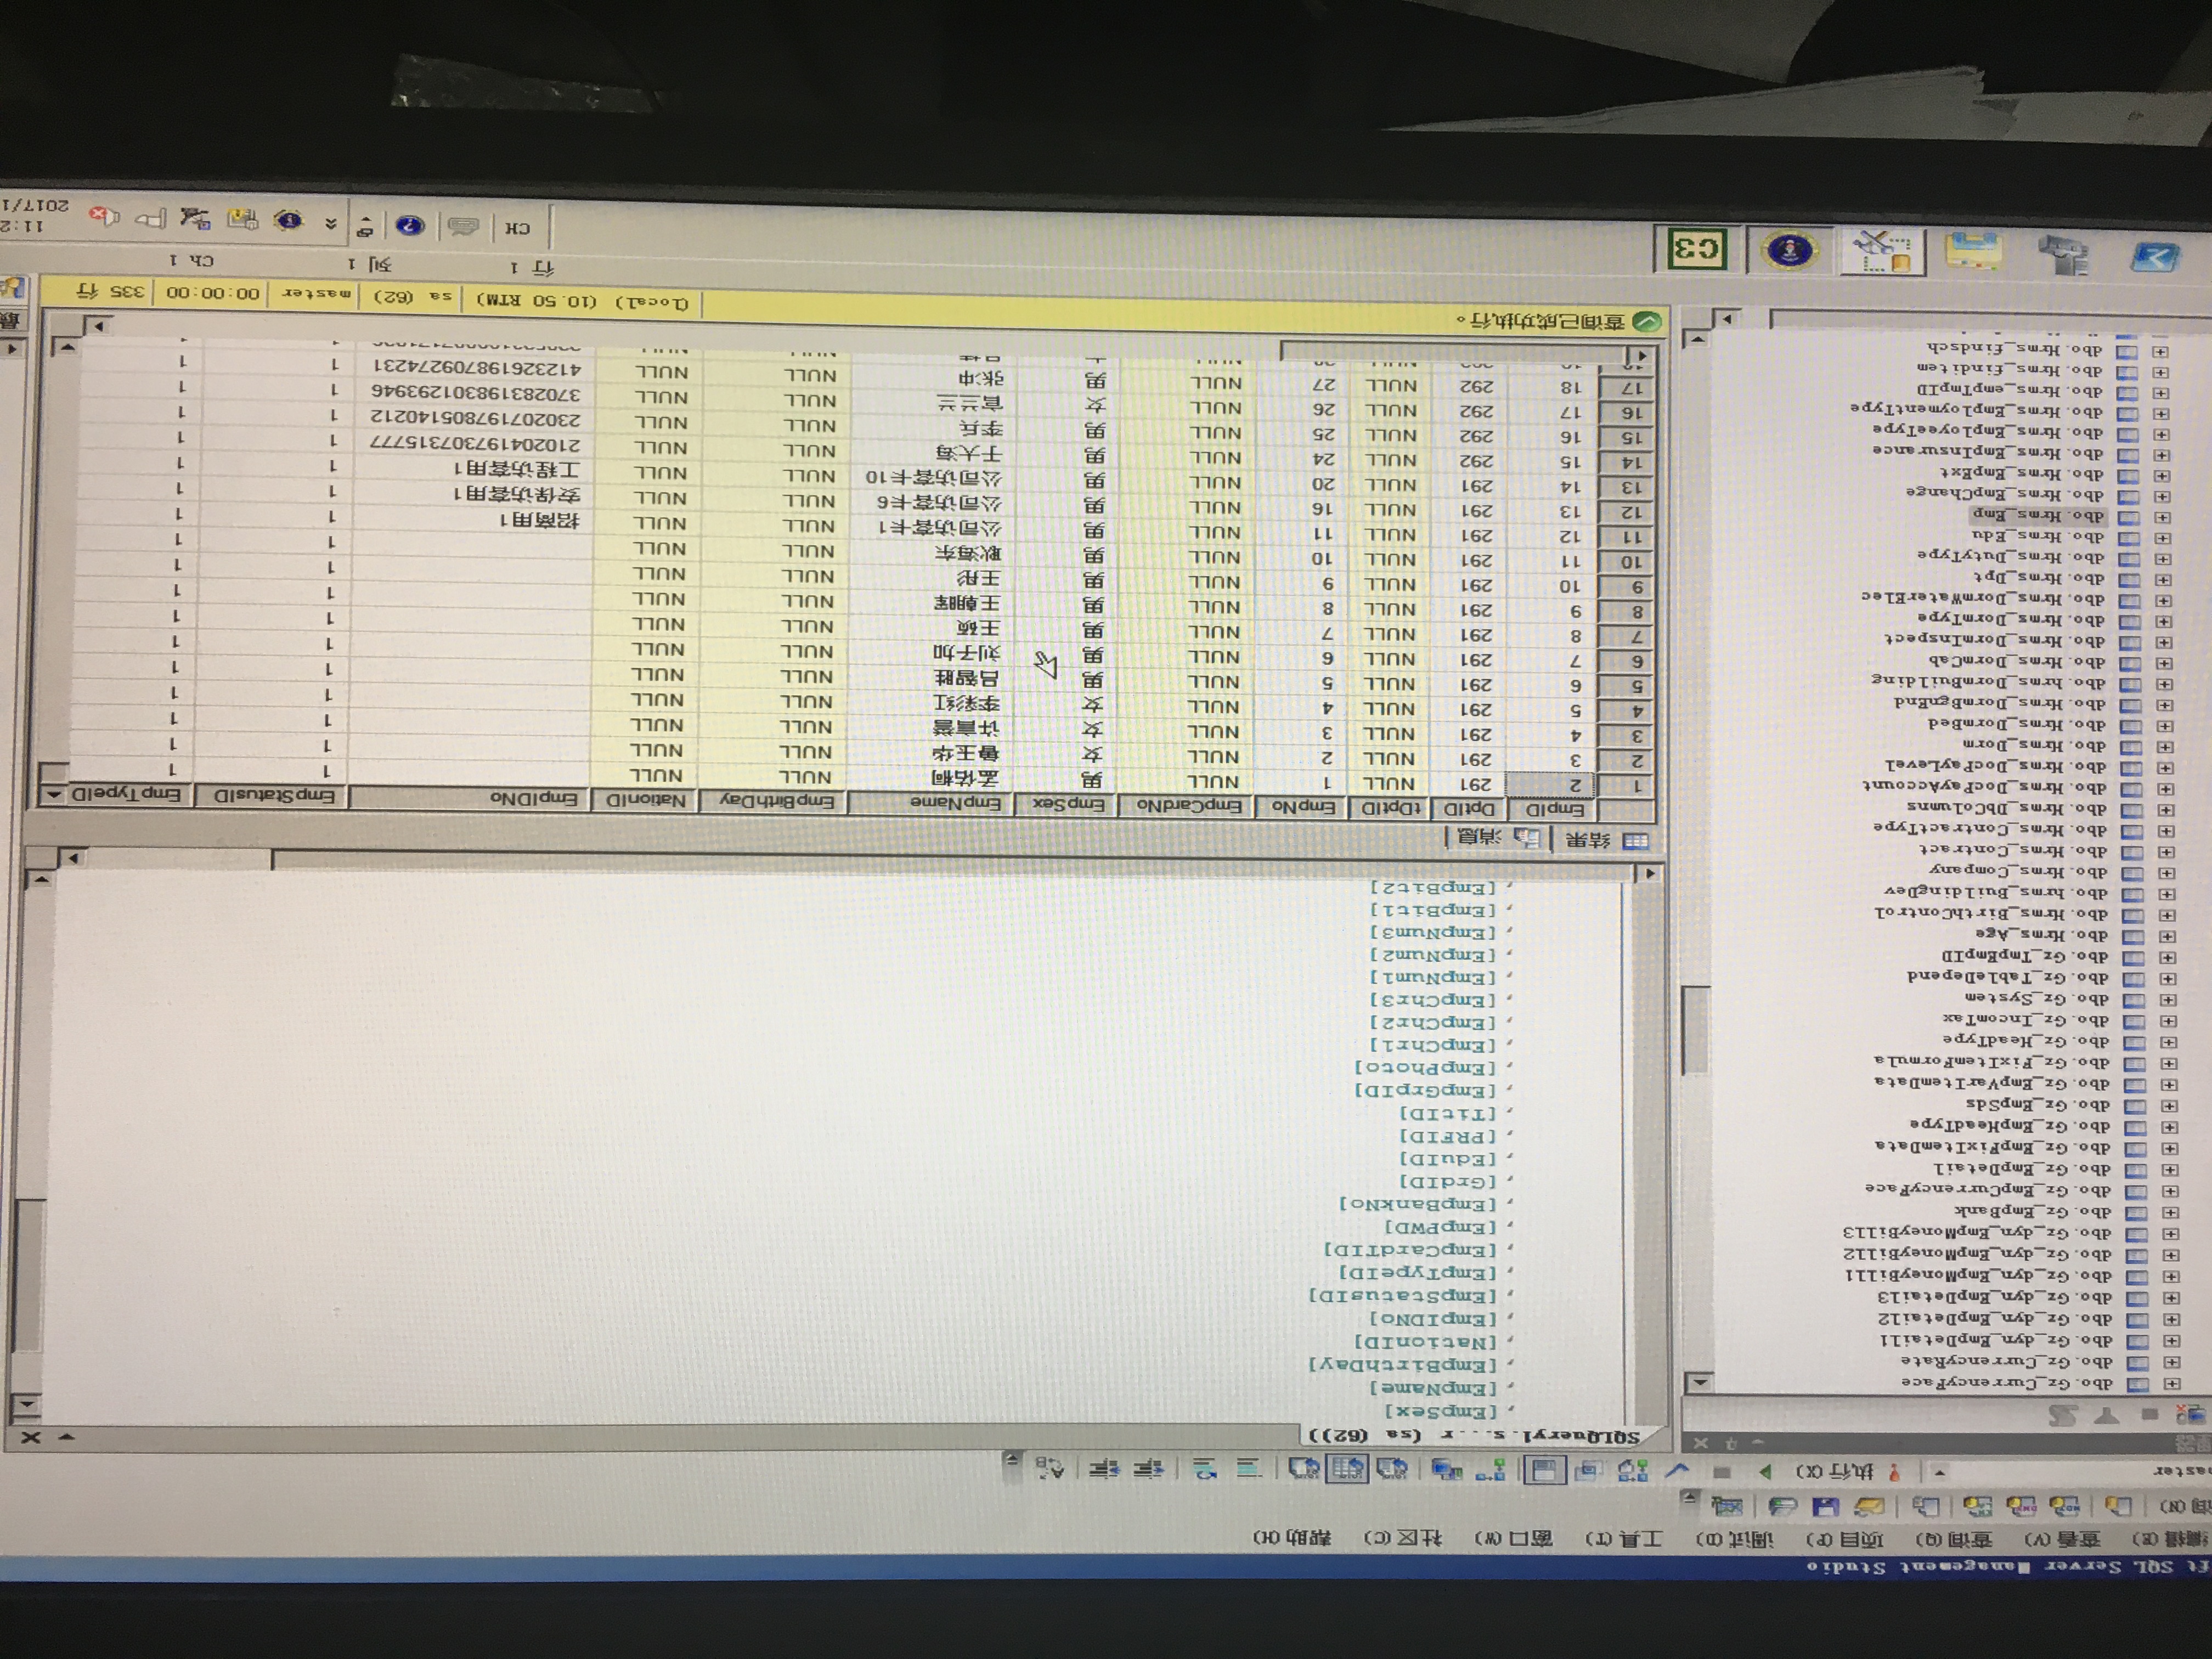 ft SQL Server Management Studio
编辑(E) 查看(V) 查询(Q) 项目(P) 调试(D) 工具(T) 窗口(W) 社区(C) 帮助(H)
询(N)
master 执行(X)
理器
SQLQuery1.s...r (sa (62))
dbo.Gz_CurrencyFace
dbo.Gz_CurrencyRate
dbo.Gz_dyn_EmpDetail1
dbo.Gz_dyn_EmpDetail2
dbo.Gz_dyn_EmpDetail3
dbo.Gz_dyn_EmpMoneyBill1
dbo.Gz_dyn_EmpMoneyBill2
dbo.Gz_dyn_EmpMoneyBill3
dbo.Gz_EmpBank
dbo.Gz_EmpCurrencyFace
dbo.Gz_EmpDetail
dbo.Gz_EmpFixItemData
dbo.Gz_EmpHeadType
dbo.Gz_EmpSds
dbo.Gz_EmpVarItemData
dbo.Gz_FixItemFormula
dbo.Gz_HeadType
dbo.Gz_IncomTax
dbo.Gz_System
dbo.Gz_TableDepend
dbo.Gz_TmpEmpID
dbo.Hrms_Age
dbo.Hrms_BirthControl
dbo.hrms_BuildingDev
dbo.Hrms_Company
dbo.Hrms_Contract
dbo.Hrms_ContractType
dbo.Hrms_DbColumns
dbo.Hrms_DocPayAccount
dbo.Hrms_DocPayLevel
dbo.Hrms_Dorm
dbo.Hrms_DormBed
dbo.Hrms_DormBgnEnd
dbo.hrms_DormBuilding
dbo.Hrms_DormCab
dbo.Hrms_DormInspect
dbo.Hrms_DormType
dbo.Hrms_DormWaterElec
dbo.Hrms_Dpt
dbo.Hrms_DutyType
dbo.Hrms_Edu
dbo.Hrms_Emp
dbo.Hrms_EmpChange
dbo.Hrms_EmpExt
dbo.Hrms_EmpInsurance
dbo.Hrms_EmployeeType
dbo.Hrms_EmploymentType
dbo.Hrms_empTmpID
dbo.Hrms_finditem
dbo.Hrms_findsch
,[EmpSex]
,[EmpName]
,[EmpBirthDay]
,[NationID]
,[EmpIDNo]
,[EmpStatusID]
,[EmpTypeID]
,[EmpCardTID]
,[EmpPWD]
,[EmpBankNo]
,[GrdID]
,[EduID]
,[PRFID]
,[TitID]
,[EmpGrpID]
,[EmpPhoto]
,[EmpChr1]
,[EmpChr2]
,[EmpChr3]
,[EmpNum1]
,[EmpNum2]
,[EmpNum3]
,[EmpBit1]
,[EmpBit2]
结果 消息
EmpID DptID tDptID EmpNo EmpCardNo EmpSex EmpName EmpBirthDay NationID EmpIDNo EmpStatusID EmpTypeID
1 2 291 NULL 1 NULL 男 孟佑桐 NULL NULL 1 1
2 3 291 NULL 2 NULL 女 鲁玉华 NULL NULL 1 1
3 4 291 NULL 3 NULL 女 许言誉 NULL NULL 1 1
4 5 291 NULL 4 NULL 女 李彩红 NULL NULL 1 1
5 6 291 NULL 5 NULL 男 吕智胜 NULL NULL 1 1
6 7 291 NULL 6 NULL 男 刘子加 NULL NULL 1 1
7 8 291 NULL 7 NULL 男 王硕 NULL NULL 1 1
8 9 291 NULL 8 NULL 男 王朝晖 NULL NULL 1 1
9 10 291 NULL 9 NULL 男 王彤 NULL NULL 1 1
10 11 291 NULL 10 NULL 男 耿海东 NULL NULL 1 1
11 12 291 NULL 11 NULL 男 公司访客卡1 NULL NULL 招商用1 1 1
12 13 291 NULL 16 NULL 男 公司访客卡6 NULL NULL 安保访客用1 1 1
13 14 291 NULL 20 NULL 男 公司访客卡10 NULL NULL 工程访客用1 1 1
14 15 292 NULL 24 NULL 男 于大海 NULL NULL 210204197307315777 1 1
15 16 292 NULL 25 NULL 男 李兵 NULL NULL 230207197805140212 1 1
16 17 292 NULL 26 NULL 女 官兰兰 NULL NULL 370283198301293946 1 1
17 18 292 NULL 27 NULL 男 张冲 NULL NULL 412326198709274231 1 1
查询已成功执行。 (local) (10.50 RTM) sa (62) master 00:00:00 335 行
行 1 列 1 Ch 1
C3
CH
11:2
2017/1